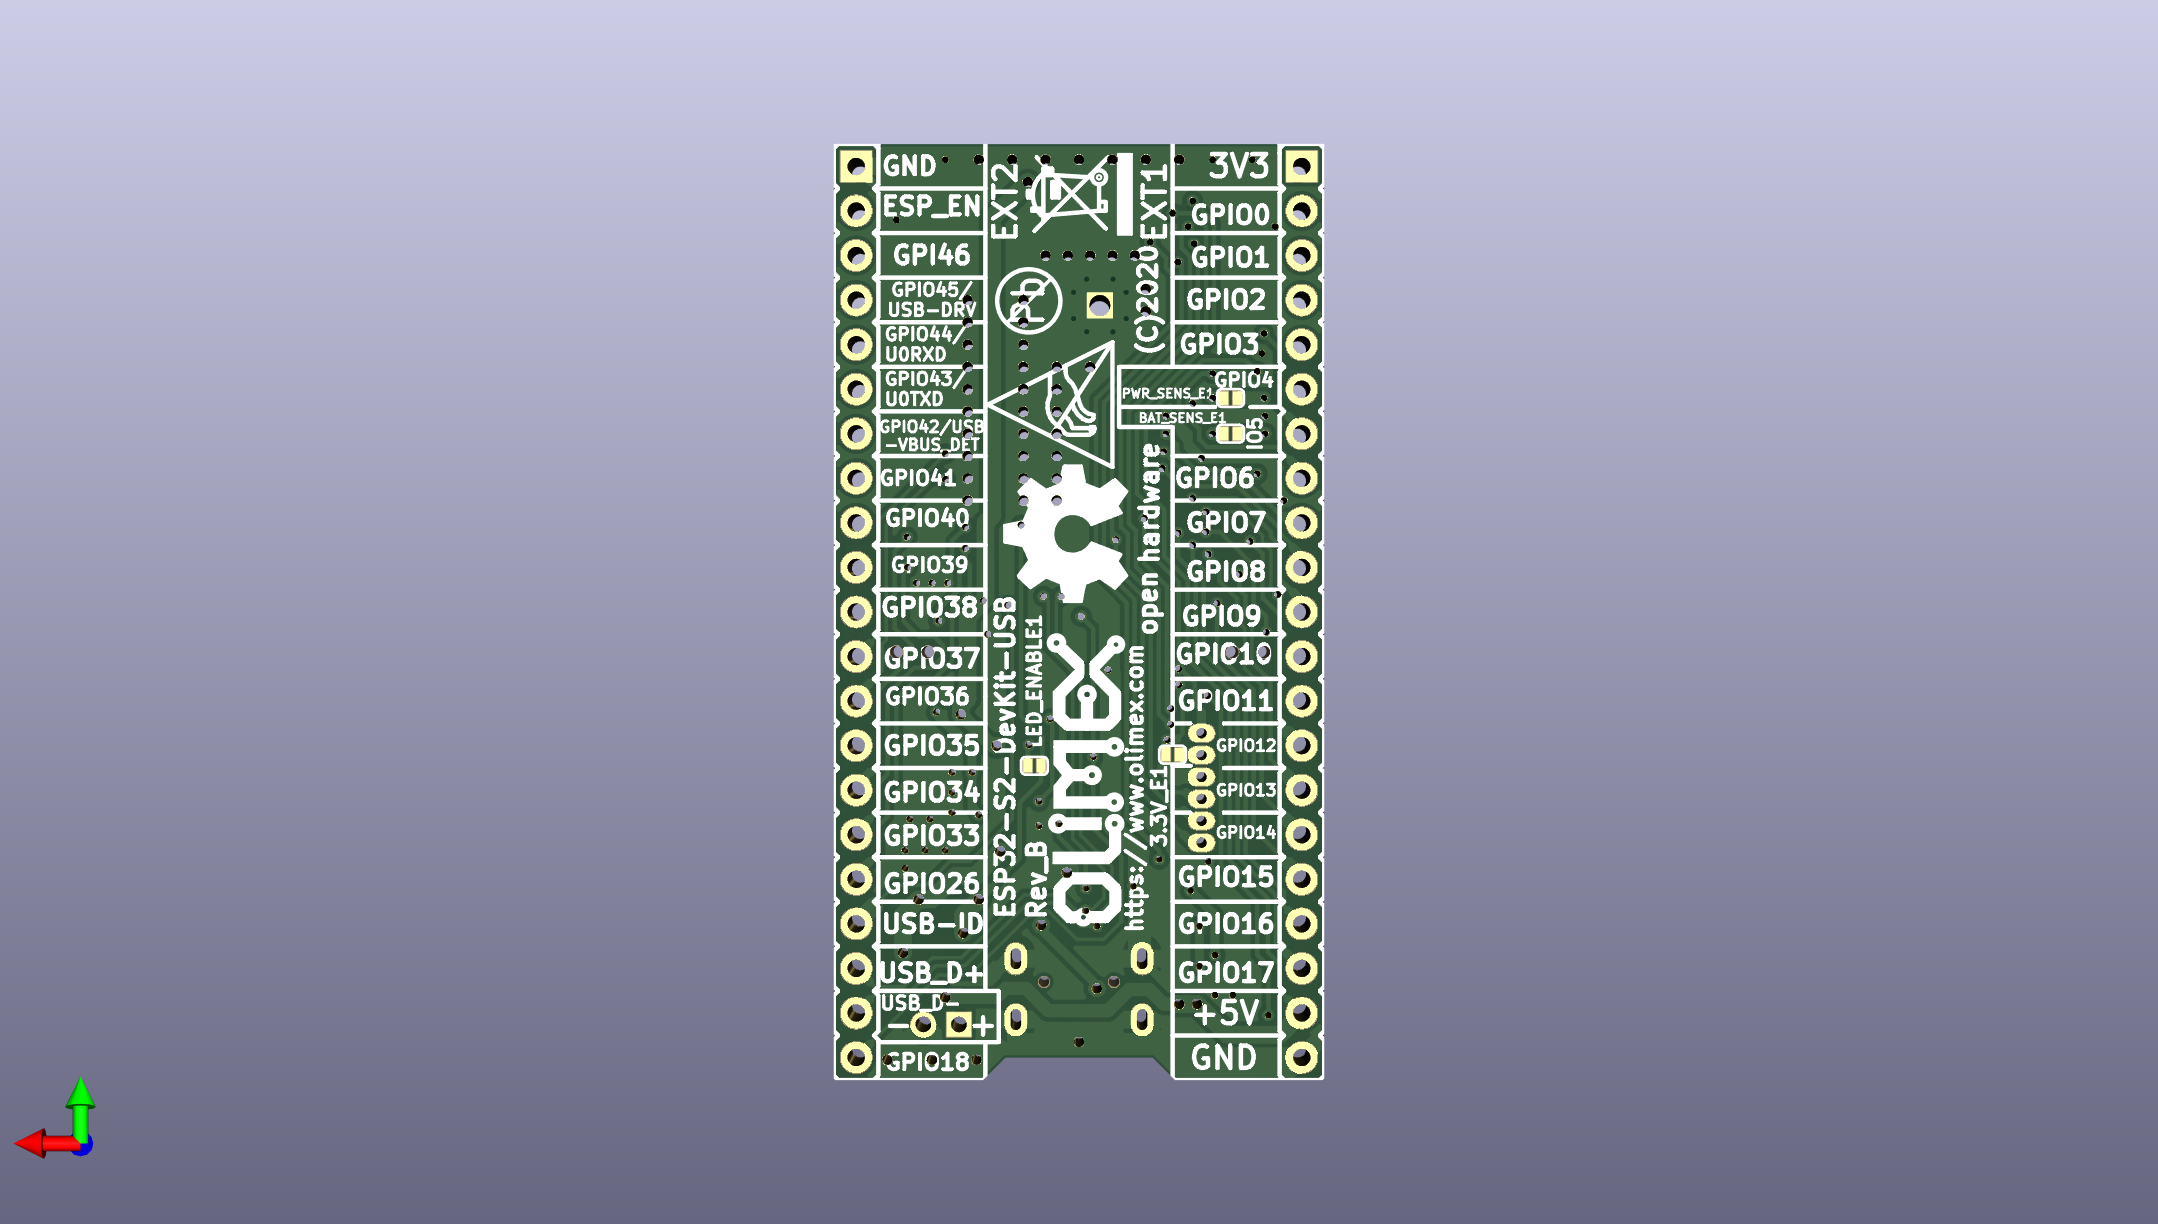 GND
ESP_EN
GPI46
GPIO45/
USB-DRV
GPIO44/
U0RXD
GPIO43/
U0TXD
GPIO42/USB
-VBUS_DET
GPIO41
GPIO40
GPIO39
GPIO38
GPIO37
GPIO36
GPIO35
GPIO34
GPIO33
GPIO26
USB-ID
USB_D+
USB_D-
- +
GPIO18
EXT2
EXT1
Pb
(C)2020
open hardware
ESP32-S2-DevKit-USB
Rev_B
LED_ENABLE1
OLIMEX
https://www.olimex.com
3.3V_E1
3V3
GPIO0
GPIO1
GPIO2
GPIO3
GPIO4
PWR_SENS_E1
BAT_SENS_E1
IO5
GPIO6
GPIO7
GPIO8
GPIO9
GPIO10
GPIO11
GPIO12
GPIO13
GPIO14
GPIO15
GPIO16
GPIO17
+5V
GND